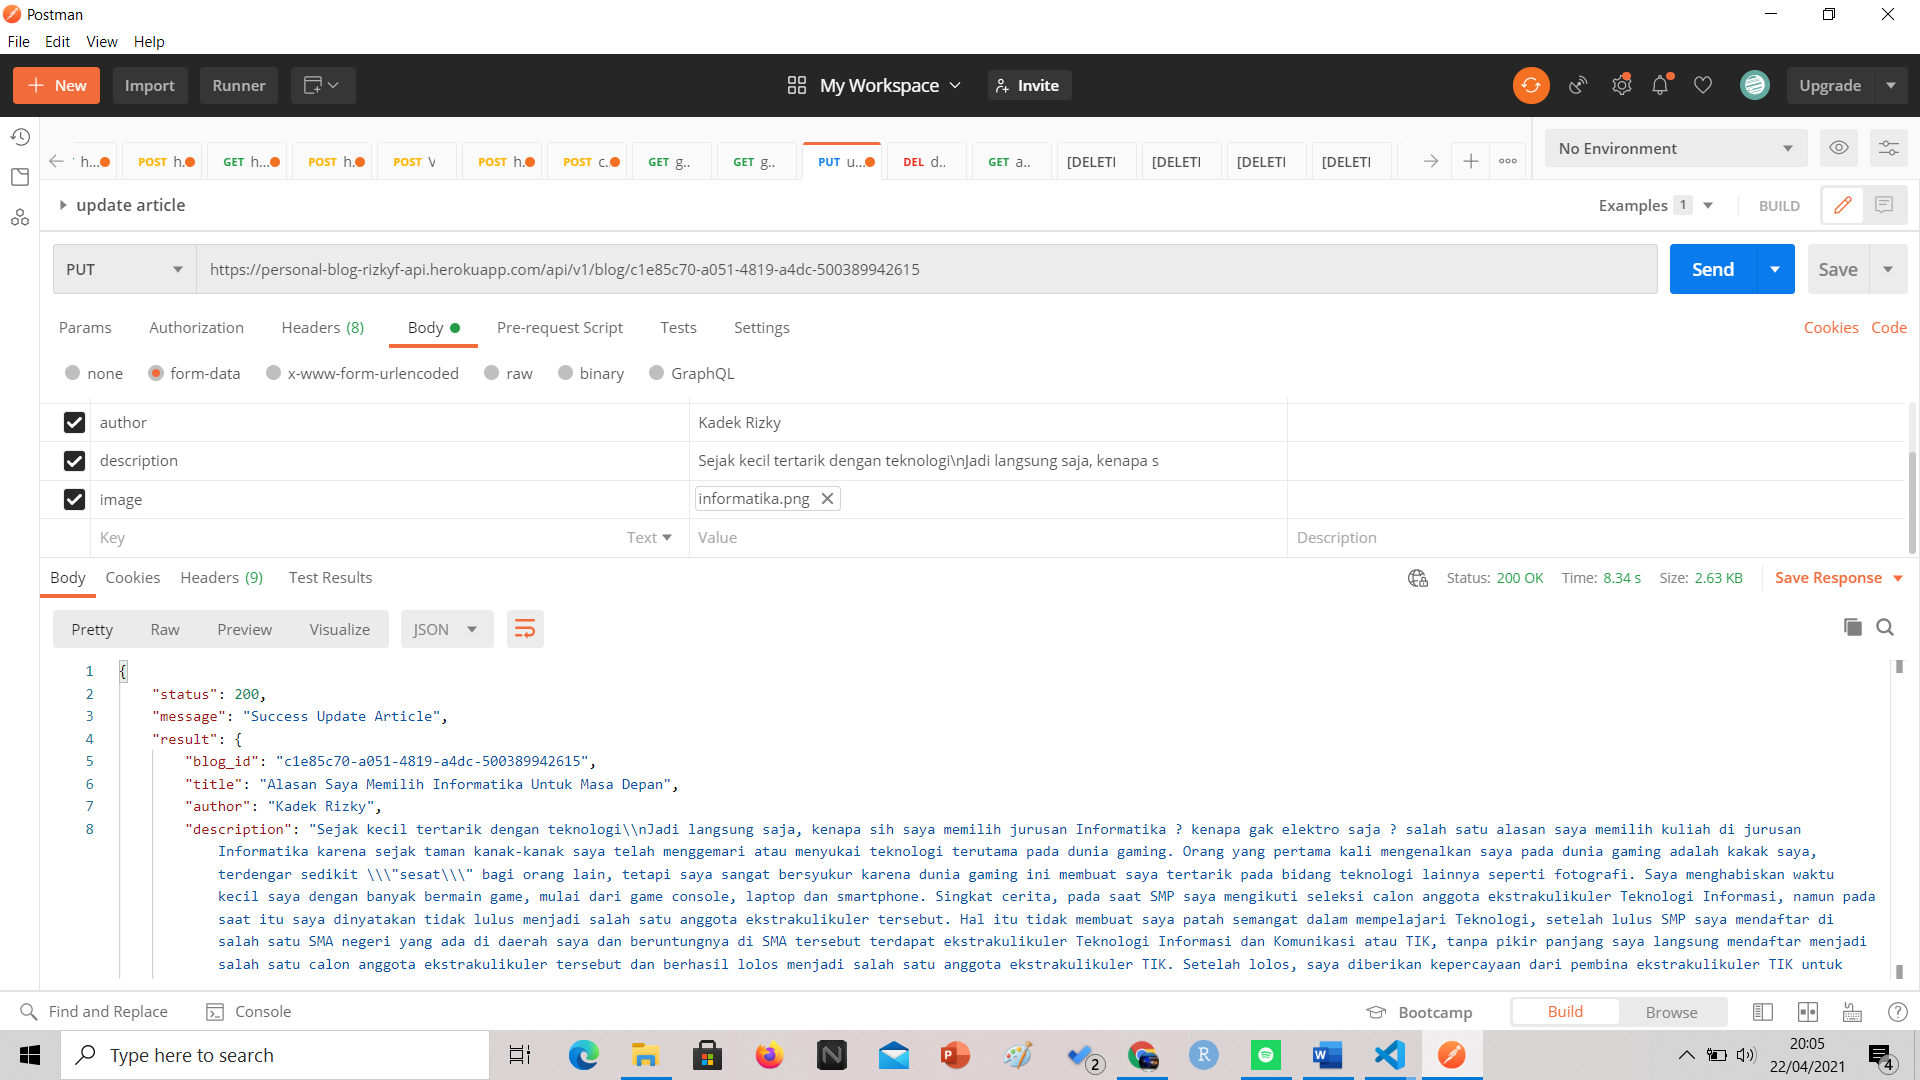 Postman
File Edit View Help
New Import Runner My Workspace Invite Upgrade
h... POST h. GET h... POST h. POST V POST h. POST c. GET g.. GET g.. PUT u... DEL d.. GET a.. [DELETI [DELETI [DELETI [DELETI No Environment
update article Examples 1 BUILD
PUT https://personal-blog-rizkyf-api.herokuapp.com/api/v1/blog/c1e85c70-a051-4819-a4dc-500389942615 Send Save
Params Authorization Headers (8) Body Pre-request Script Tests Settings Cookies Code
none form-data x-www-form-urlencoded raw binary GraphQL
author Kadek Rizky
description Sejak kecil tertarik dengan teknologi\nJadi langsung saja, kenapa s
image informatika.png
Key Text Value Description
Body Cookies Headers (9) Test Results Status: 200 OK Time: 8.34 s Size: 2.63 KB Save Response
Pretty Raw Preview Visualize JSON
1 {
2 "status": 200,
3 "message": "Success Update Article",
4 "result": {
5 "blog_id": "c1e85c70-a051-4819-a4dc-500389942615",
6 "title": "Alasan Saya Memilih Informatika Untuk Masa Depan",
7 "author": "Kadek Rizky",
8 "description": "Sejak kecil tertarik dengan teknologi\\nJadi langsung saja, kenapa sih saya memilih jurusan Informatika ? kenapa gak elektro saja ? salah satu alasan saya memilih kuliah di jurusan
Informatika karena sejak taman kanak-kanak saya telah menggemari atau menyukai teknologi terutama pada dunia gaming. Orang yang pertama kali mengenalkan saya pada dunia gaming adalah kakak saya,
terdengar sedikit \\\"sesat\\\" bagi orang lain, tetapi saya sangat bersyukur karena dunia gaming ini membuat saya tertarik pada bidang teknologi lainnya seperti fotografi. Saya menghabiskan waktu
kecil saya dengan banyak bermain game, mulai dari game console, laptop dan smartphone. Singkat cerita, pada saat SMP saya mengikuti seleksi calon anggota ekstrakulikuler Teknologi Informasi, namun pada
saat itu saya dinyatakan tidak lulus menjadi salah satu anggota ekstrakulikuler tersebut. Hal itu tidak membuat saya patah semangat dalam mempelajari Teknologi, setelah lulus SMP saya mendaftar di
salah satu SMA negeri yang ada di daerah saya dan beruntungnya di SMA tersebut terdapat ekstrakulikuler Teknologi Informasi dan Komunikasi atau TIK, tanpa pikir panjang saya langsung mendaftar menjadi
salah satu calon anggota ekstrakulikuler tersebut dan berhasil lolos menjadi salah satu anggota ekstrakulikuler TIK. Setelah lolos, saya diberikan kepercayaan dari pembina ekstrakulikuler TIK untuk
Find and Replace Console Bootcamp Build Browse
Type here to search 2 20:05
22/04/2021 4